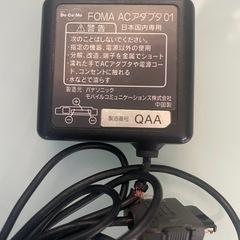 DoCoMo FOMA ACアダプタ01
⚠警告 日本国内専用
次のことはしないでください。
・指定の機器、電源以外の使用
・分解、改造、端子を金属でショート
・濡れた手でACアダプタや電源コー
ド、コンセントに触れる
・水などで濡らす
製造元 パナソニック
モバイルコミュニケーションズ株式会社
中国製
製造番号 QAA